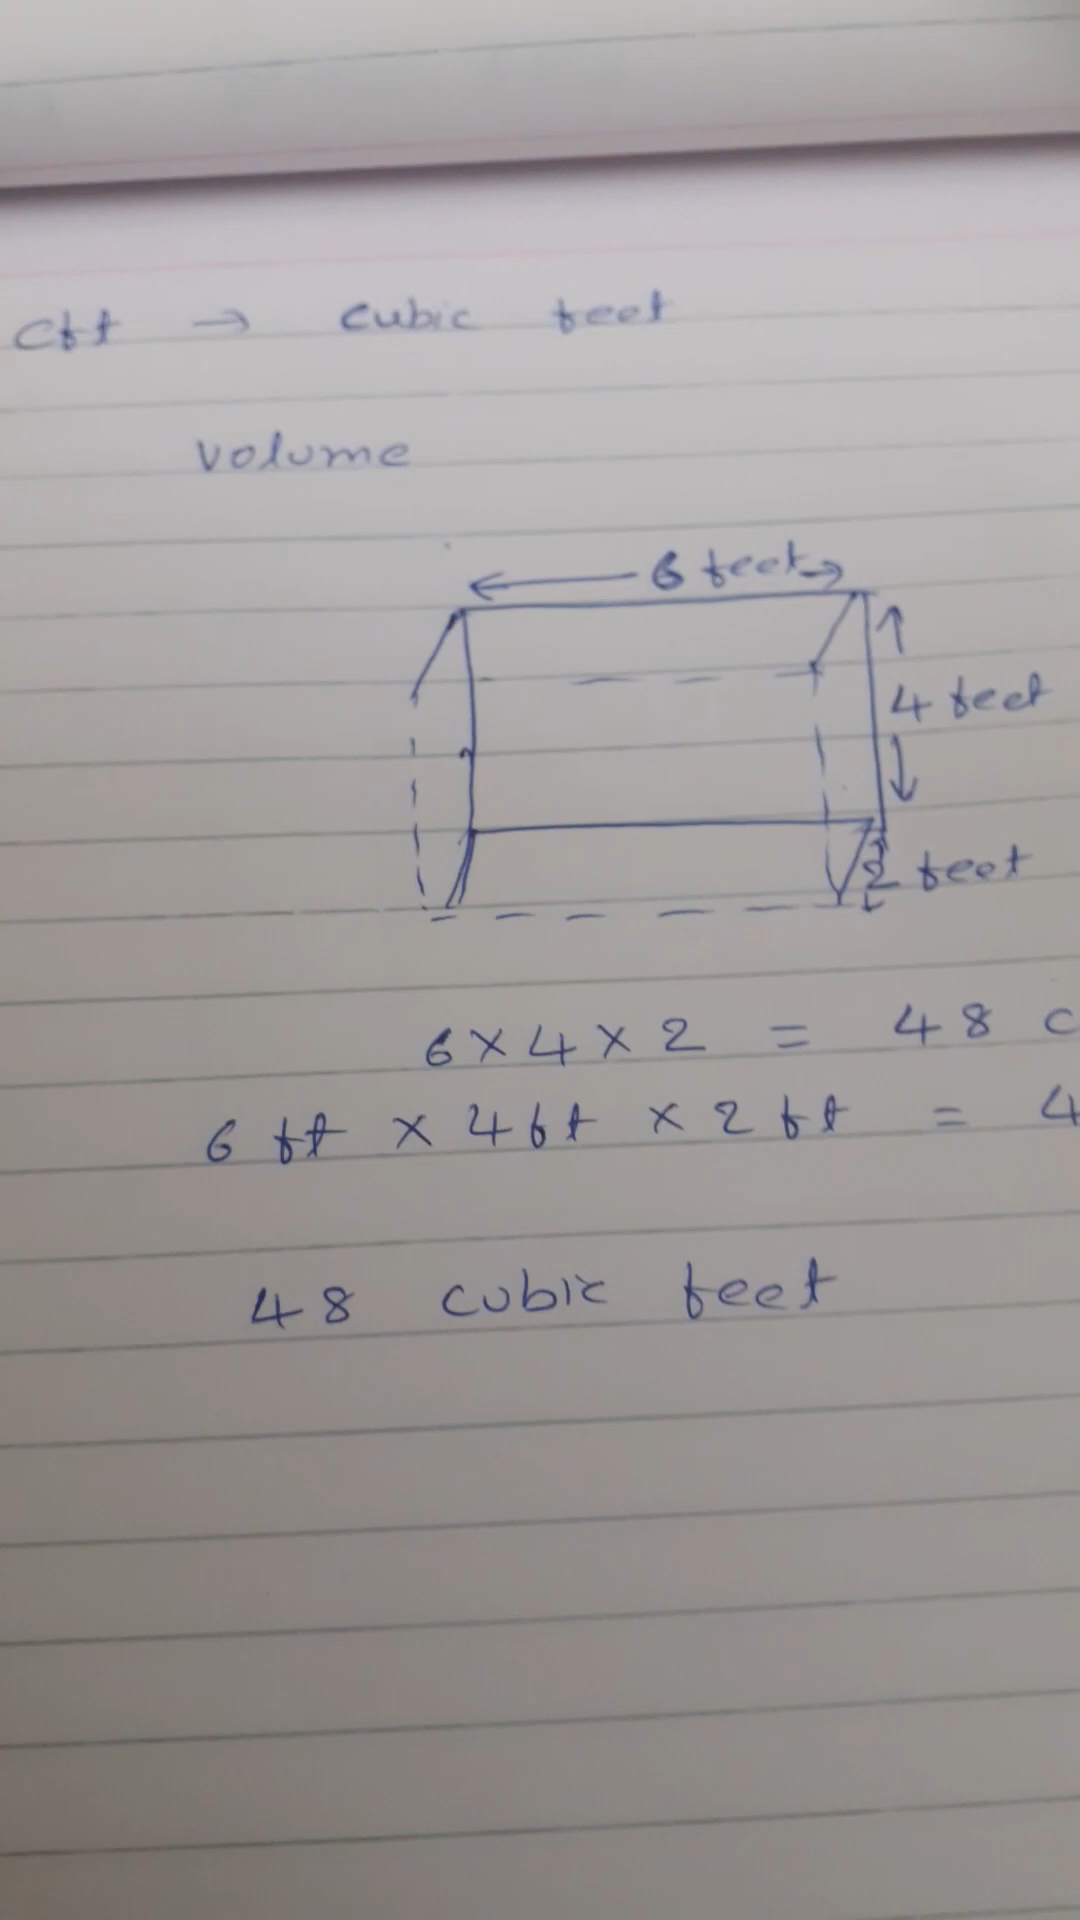 cft → cubic feet
volume
6 feet
4 feet
2 feet
6 × 4 × 2 = 48 c
6 ft × 4 ft × 2 ft = 4
48 cubic feet